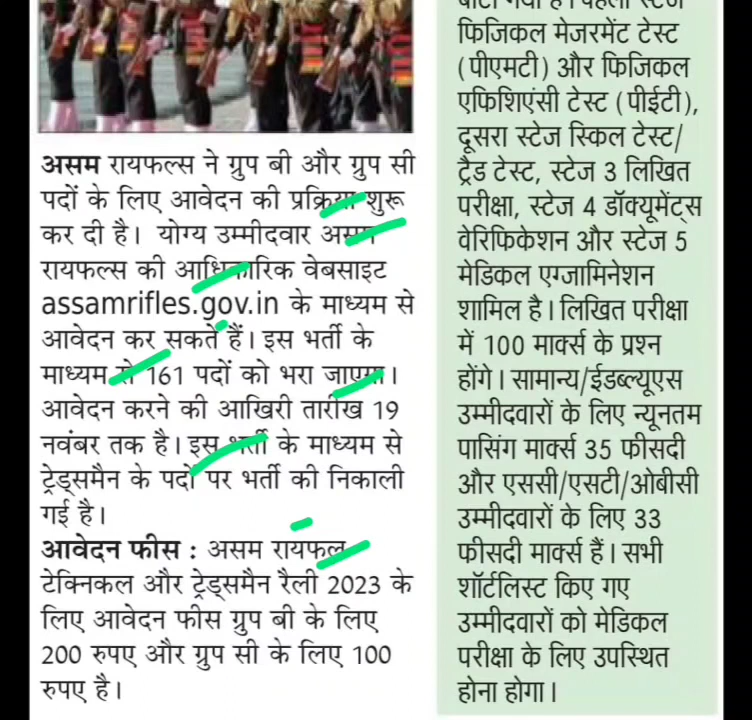 असम रायफल्स ने ग्रुप बी और ग्रुप सी
पदों के लिए आवेदन की प्रक्रिया शुरू
कर दी है। योग्य उम्मीदवार असम
रायफल्स की आधिकारिक वेबसाइट
assamrifles.gov.in के माध्यम से
आवेदन कर सकते हैं। इस भर्ती के
माध्यम से 161 पदों को भरा जाएगा।
आवेदन करने की आखिरी तारीख 19
नवंबर तक है। इस भर्ती के माध्यम से
ट्रेड्समैन के पदों पर भर्ती की निकाली
गई है।
आवेदन फीस : असम रायफल
टेक्निकल और ट्रेड्समैन रैली 2023 के
लिए आवेदन फीस ग्रुप बी के लिए
200 रुपए और ग्रुप सी के लिए 100
रुपए है।
फिजिकल मेजरमेंट टेस्ट
(पीएमटी) और फिजिकल
एफिशिएंसी टेस्ट (पीईटी),
दूसरा स्टेज स्किल टेस्ट/
ट्रैड टेस्ट, स्टेज 3 लिखित
परीक्षा, स्टेज 4 डॉक्यूमेंट्स
वेरिफिकेशन और स्टेज 5
मेडिकल एग्जामिनेशन
शामिल है। लिखित परीक्षा
में 100 मार्क्स के प्रश्न
होंगे। सामान्य/ईडब्ल्यूएस
उम्मीदवारों के लिए न्यूनतम
पासिंग मार्क्स 35 फीसदी
और एससी/एसटी/ओबीसी
उम्मीदवारों के लिए 33
फीसदी मार्क्स हैं। सभी
शॉर्टलिस्ट किए गए
उम्मीदवारों को मेडिकल
परीक्षा के लिए उपस्थित
होना होगा।